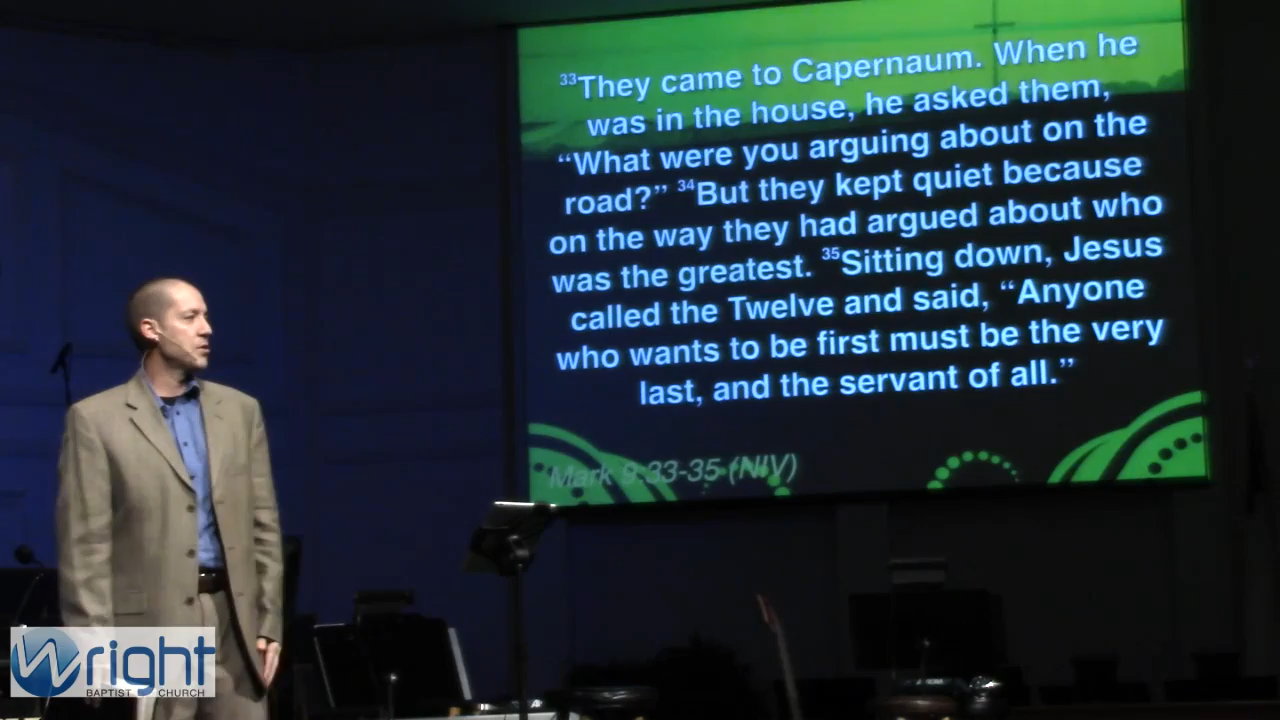 ³³They came to Capernaum. When he
was in the house, he asked them,
“What were you arguing about on the
road?” ³⁴But they kept quiet because
on the way they had argued about who
was the greatest. ³⁵Sitting down, Jesus
called the Twelve and said, “Anyone
who wants to be first must be the very
last, and the servant of all.”
Mark 9:33-35 (NIV)
Wright
BAPTIST CHURCH